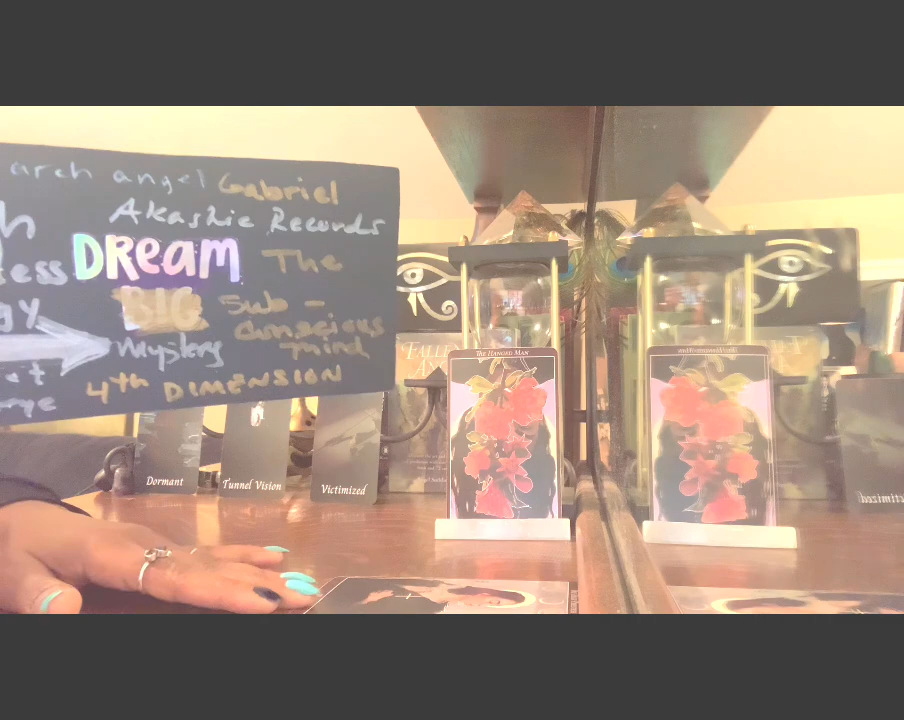 arch angel Gabriel
Akashic Records
DREAM The
BIG Sub-
conscious
mystery mind
4th DIMENSION
FALLEN
THE HANGED MAN
Dormant
Tunnel Vision
Victimized